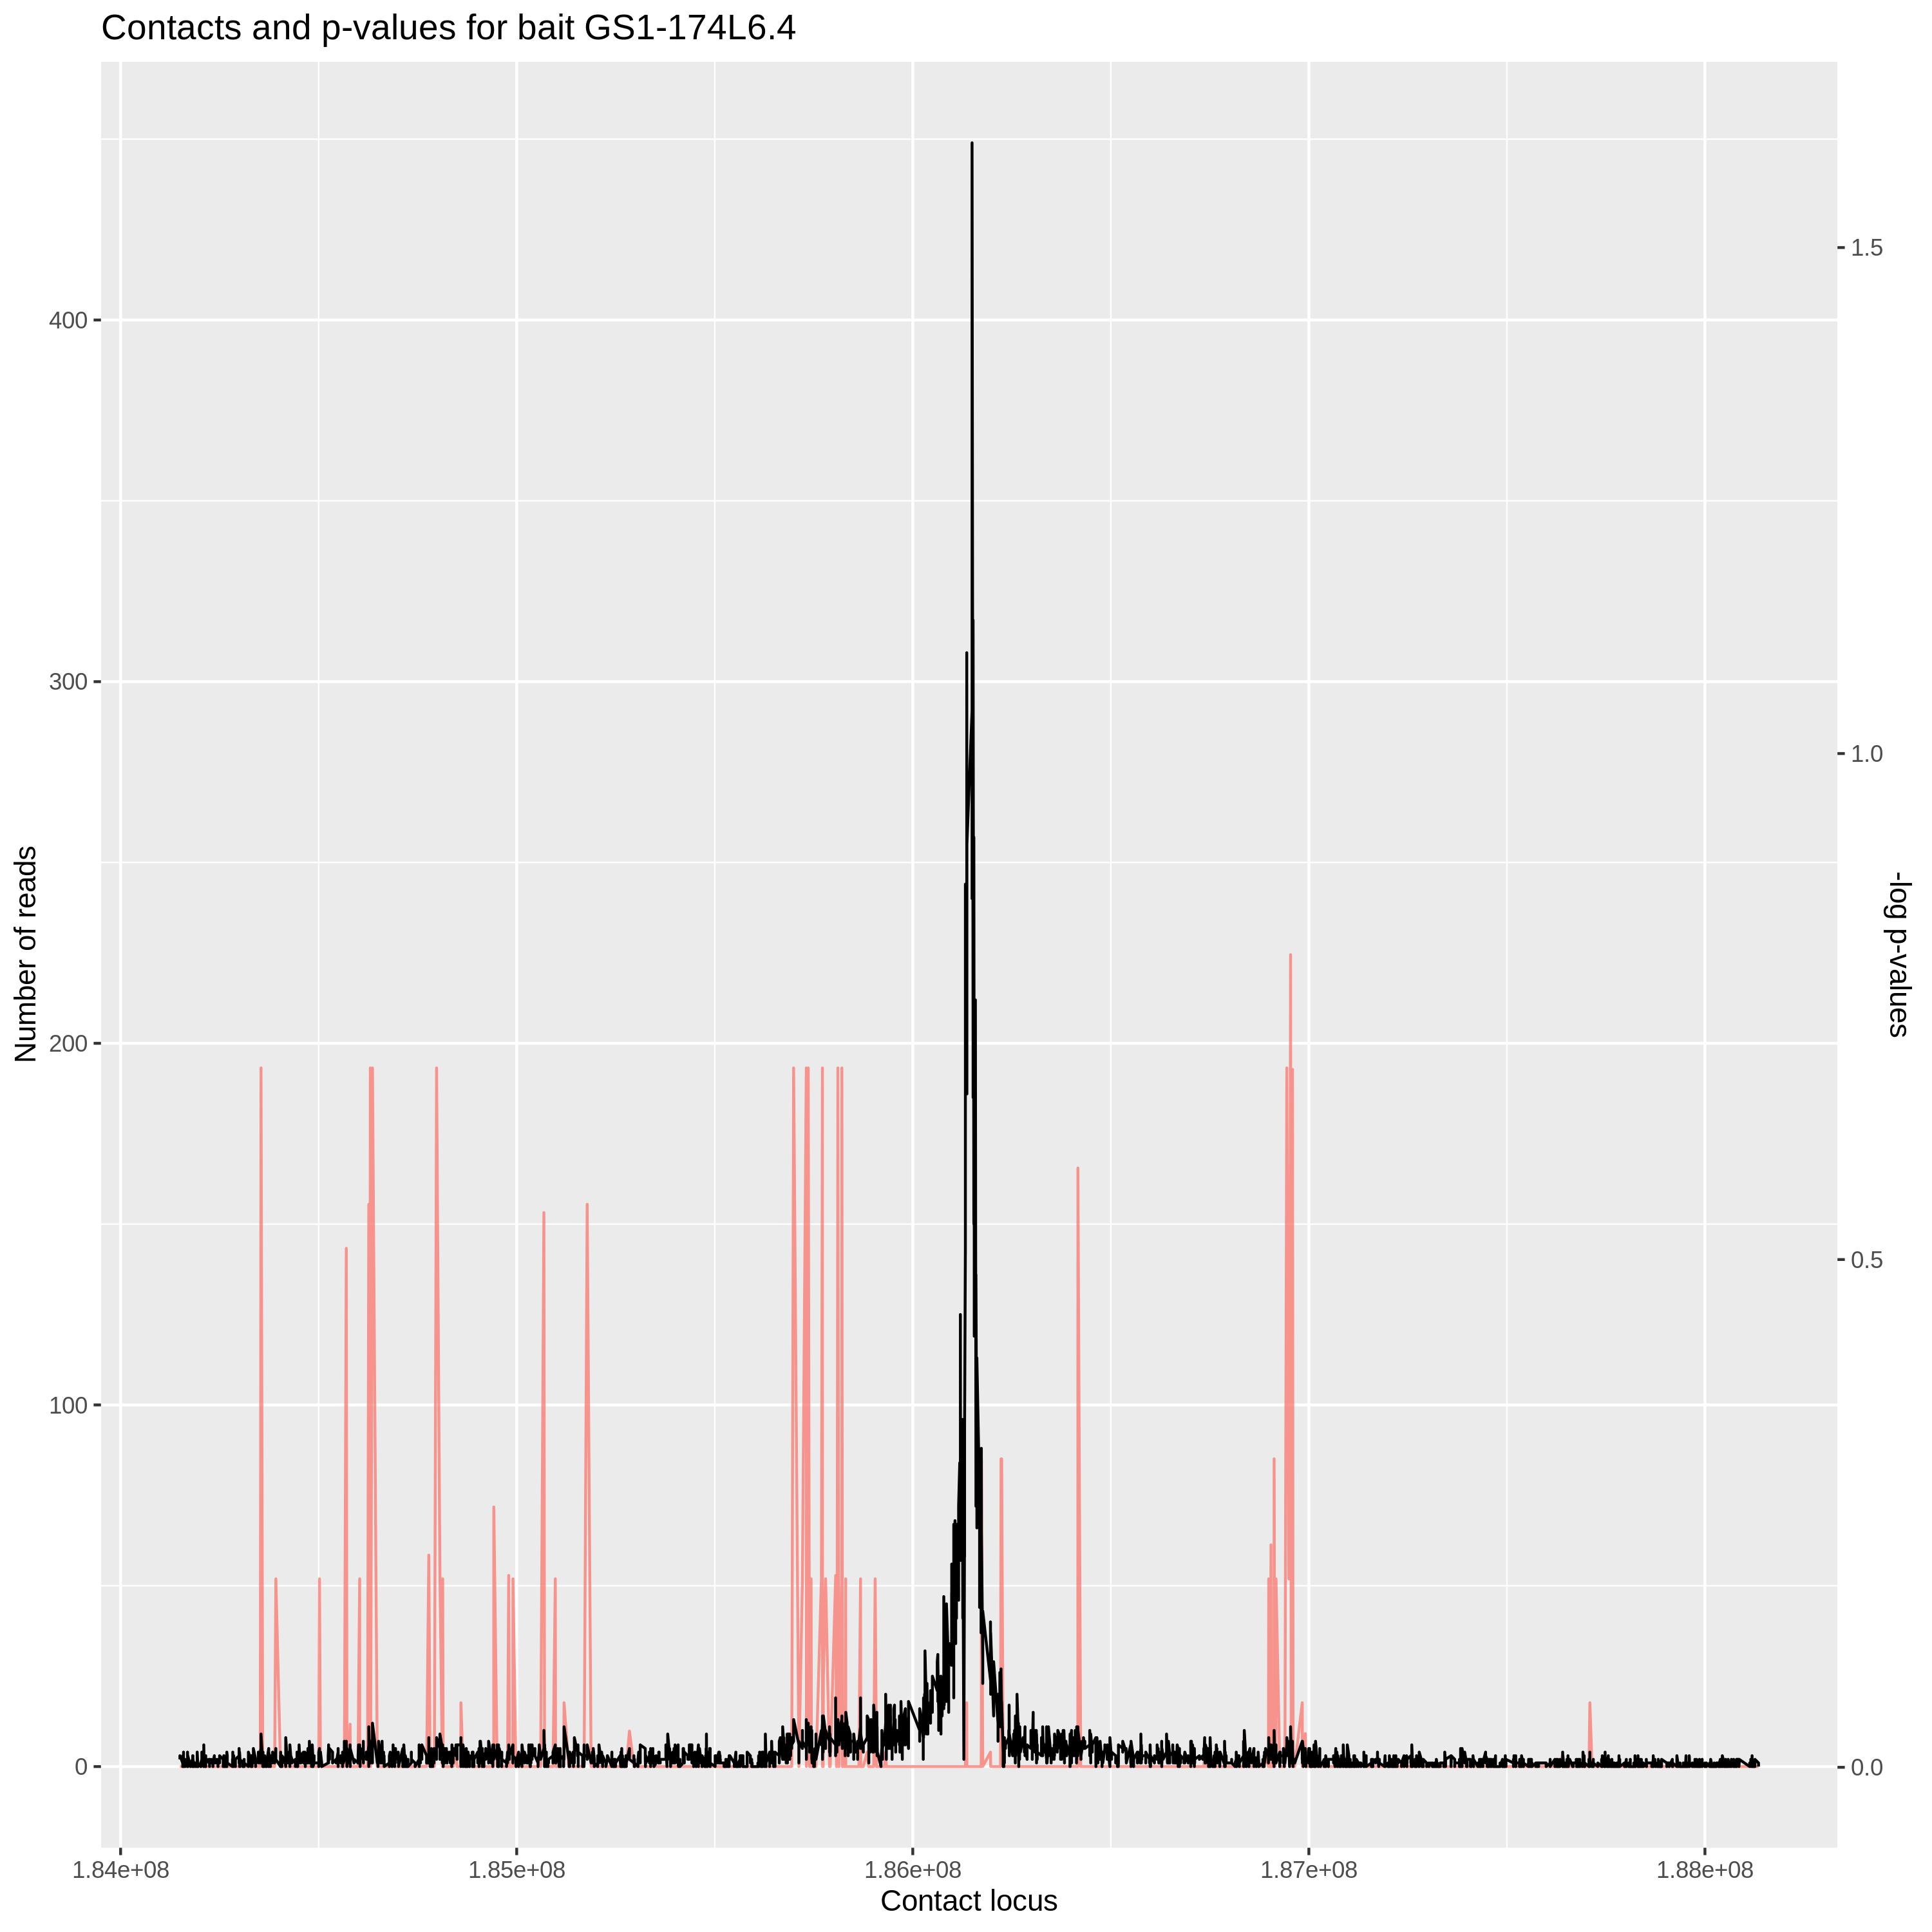 Contacts and p-values for bait GS1-174L6.4
Number of reads
400
300
200
100
0
1.5
1.0
0.5
0.0
-log p-values
1.84e+08
1.85e+08
1.86e+08
1.87e+08
1.88e+08
Contact locus